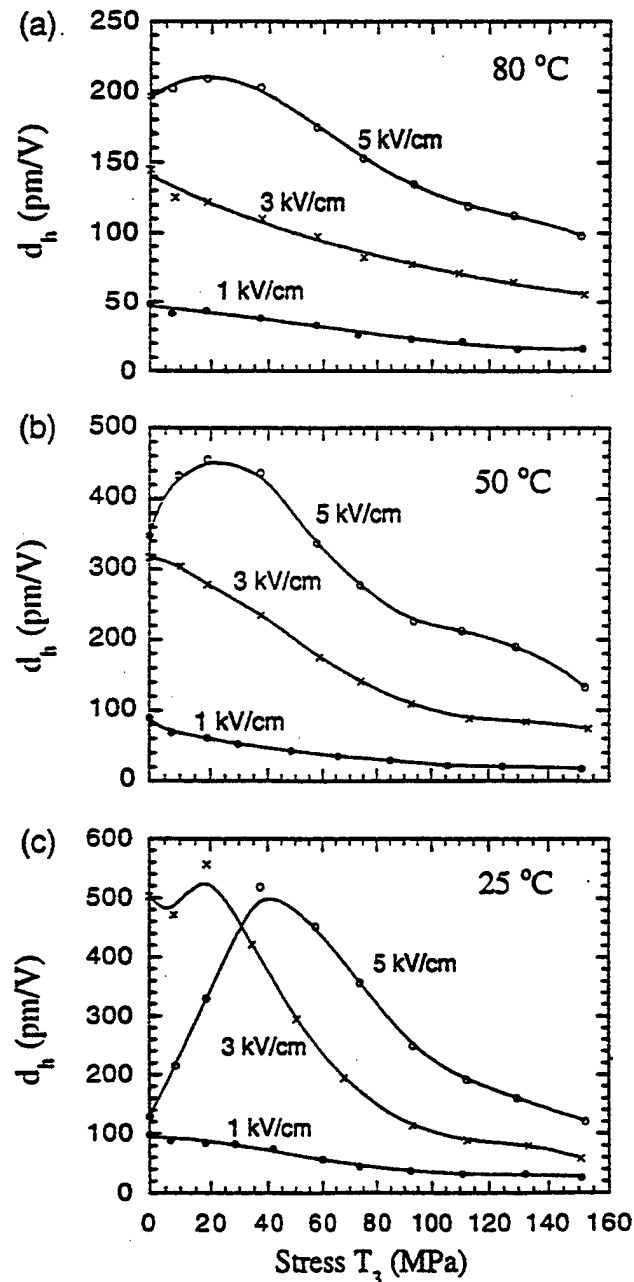 (a)
250
200
150
100
50
0
d_h (pm/V)
80 °C
5 kV/cm
3 kV/cm
1 kV/cm
(b)
500
400
300
200
100
0
d_h (pm/V)
50 °C
5 kV/cm
3 kV/cm
1 kV/cm
(c)
600
500
400
300
200
100
0
d_h (pm/V)
25 °C
5 kV/cm
3 kV/cm
1 kV/cm
0 20 40 60 80 100 120 140 160
Stress T_3 (MPa)